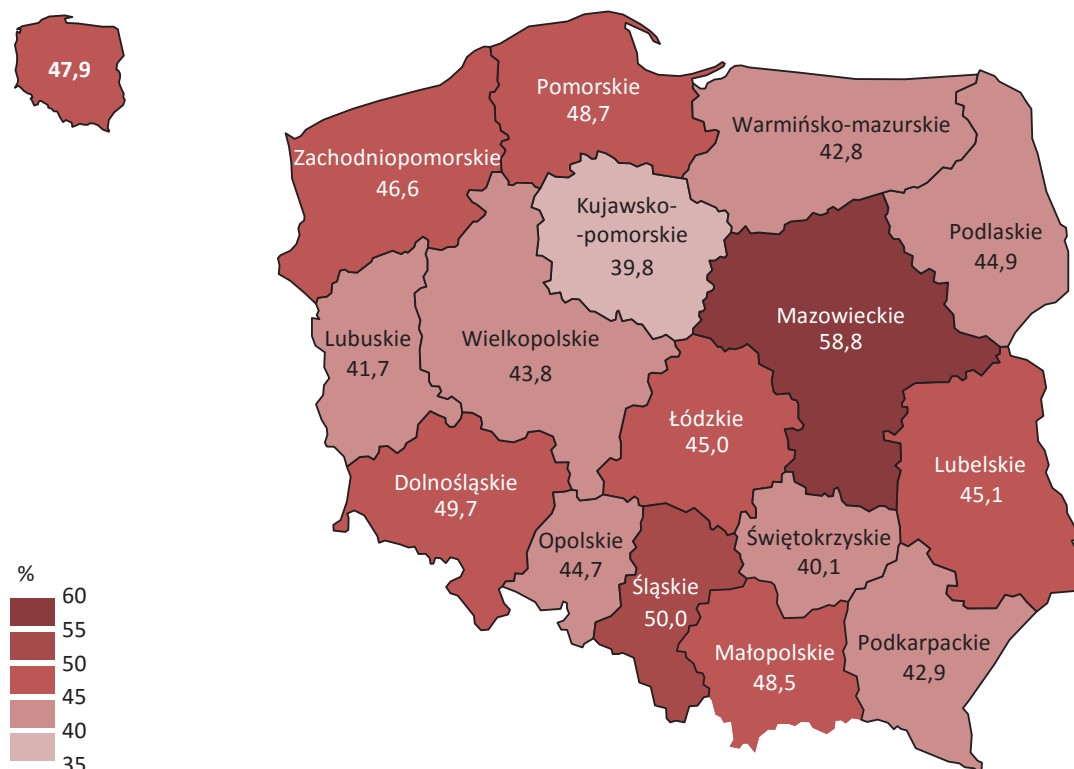 47,9
Pomorskie
48,7
Warmińsko-mazurskie
42,8
Zachodniopomorskie
46,6
Kujawsko-
-pomorskie
39,8
Podlaskie
44,9
Mazowieckie
58,8
Lubuskie
41,7
Wielkopolskie
43,8
Łódzkie
45,0
Lubelskie
45,1
Dolnośląskie
49,7
Opolskie
44,7
Świętokrzyskie
40,1
Śląskie
50,0
Małopolskie
48,5
Podkarpackie
42,9
%
60
55
50
45
40
35